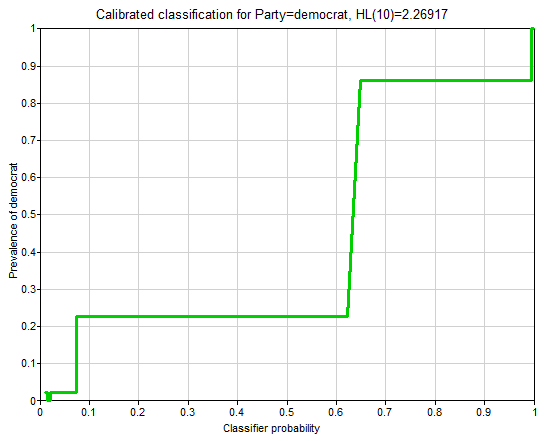 Calibrated classification for Party=democrat, HL(10)=2.26917
Prevalence of democrat
1
0.9
0.8
0.7
0.6
0.5
0.4
0.3
0.2
0.1
0
0 0.1 0.2 0.3 0.4 0.5 0.6 0.7 0.8 0.9 1
Classifier probability